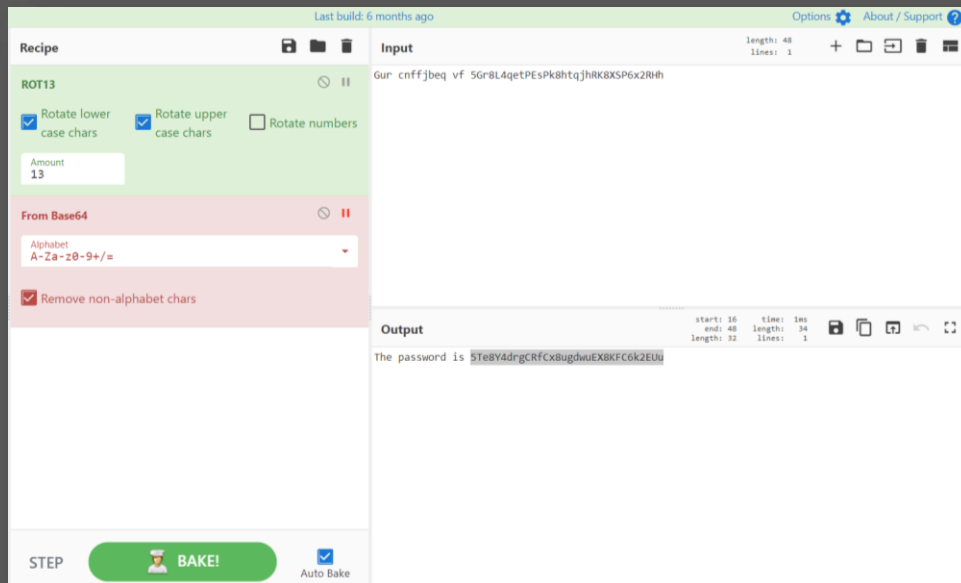 Last build: 6 months ago
Options
About / Support
Recipe
ROT13
Rotate lower case chars
Rotate upper case chars
Rotate numbers
Amount
13
From Base64
Alphabet
A-Za-z0-9+/=
Remove non-alphabet chars
STEP
BAKE!
Auto Bake
Input
length: 48
lines: 1
Gur cnffjbeq vf 5Gr8L4qetPEsPk8htqjhRK8XSP6x2RHh
Output
start: 16
end: 48
length: 32
time: 1ms
length: 34
lines: 1
The password is 5Te8Y4drgCRfCx8ugdwuEX8KFC6k2EUu